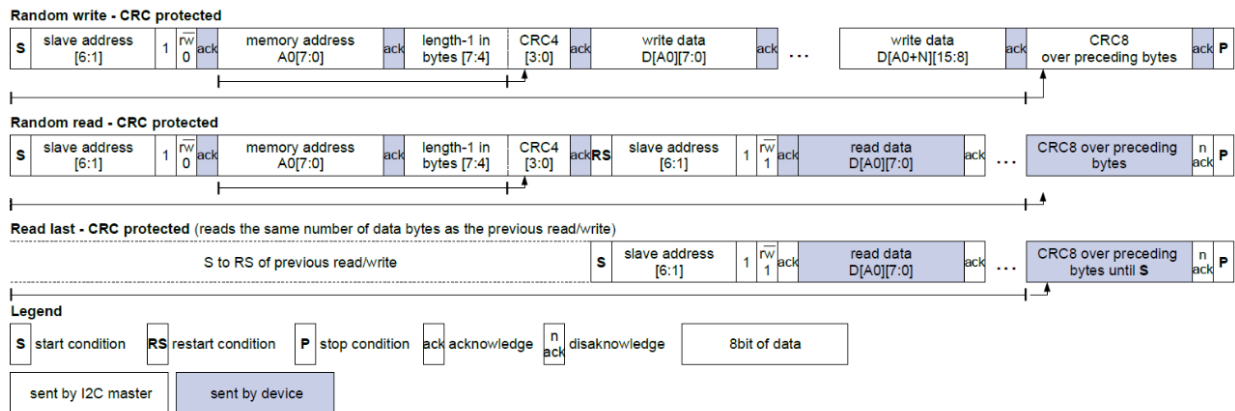 Random write - CRC protected
S slave address [6:1] 1 rw 0 ack memory address A0[7:0] ack length-1 in bytes [7:4] CRC4 [3:0] ack write data D[A0][7:0] ack ... write data D[A0+N][15:8] ack CRC8 over preceding bytes ack P
Random read - CRC protected
S slave address [6:1] 1 rw 0 ack memory address A0[7:0] ack length-1 in bytes [7:4] CRC4 [3:0] ack RS slave address [6:1] 1 rw 1 ack read data D[A0][7:0] ack ... CRC8 over preceding bytes n ack P
Read last - CRC protected (reads the same number of data bytes as the previous read/write)
S to RS of previous read/write S slave address [6:1] 1 rw 1 ack read data D[A0][7:0] ack ... CRC8 over preceding bytes until S n ack P
Legend
S start condition RS restart condition P stop condition ack acknowledge n ack disaknowledge 8bit of data
sent by I2C master sent by device